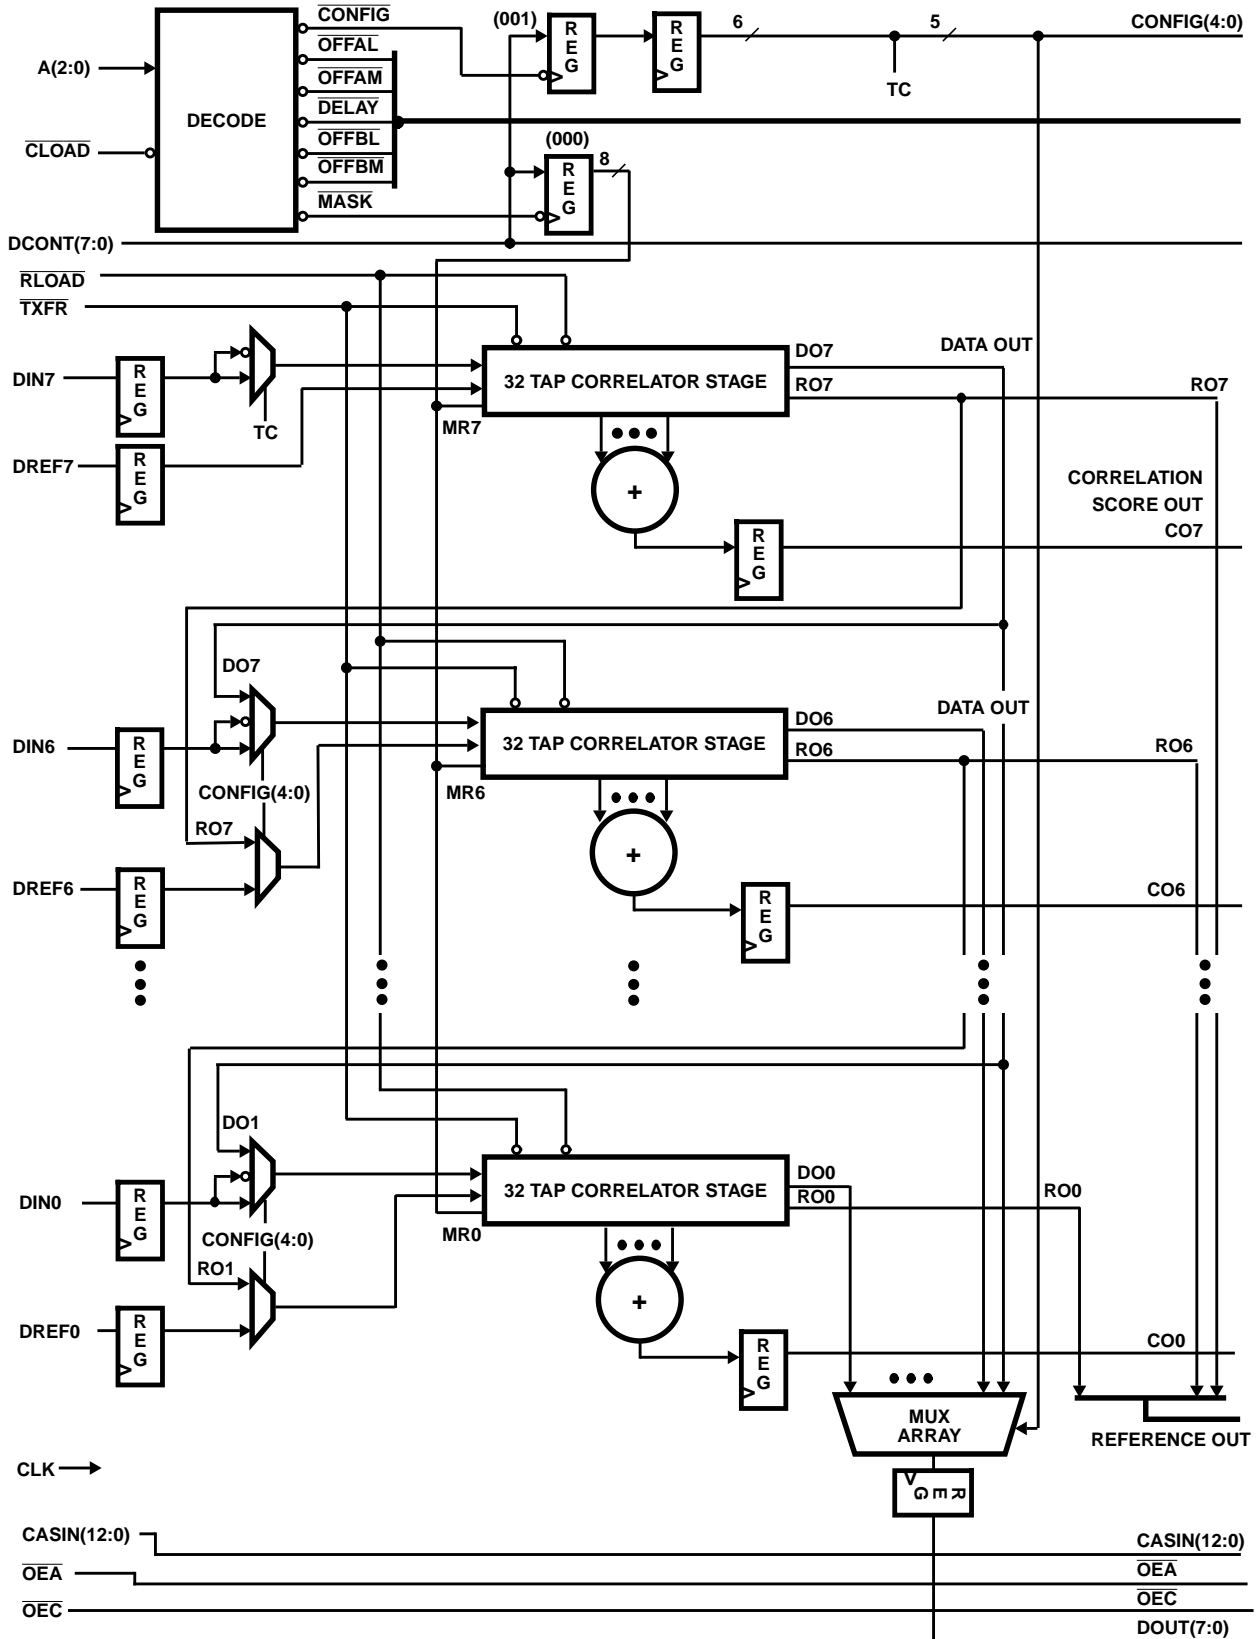 CONFIG
(001)
REG
REG
6
5
CONFIG(4:0)
OFFAL
A(2:0)
OFFAM
TC
DECODE
DELAY
OFFBL
(000)
CLOAD
OFFBM
REG
8
MASK
DCONT(7:0)
RLOAD
TXFR
DIN7
REG
TC
32 TAP CORRELATOR STAGE
DO7
DATA OUT
RO7
RO7
MR7
DREF7
REG
+
CORRELATION
SCORE OUT
CO7
REG
DO7
DATA OUT
DIN6
REG
32 TAP CORRELATOR STAGE
DO6
RO6
RO6
CONFIG(4:0)
MR6
RO7
+
DREF6
REG
REG
CO6
DO1
DIN0
REG
32 TAP CORRELATOR STAGE
DO0
RO0
RO0
CONFIG(4:0)
MR0
RO1
+
DREF0
REG
REG
CO0
MUX
ARRAY
REFERENCE OUT
CLK
REG
CASIN(12:0)
CASIN(12:0)
OEA
OEA
OEC
OEC
DOUT(7:0)